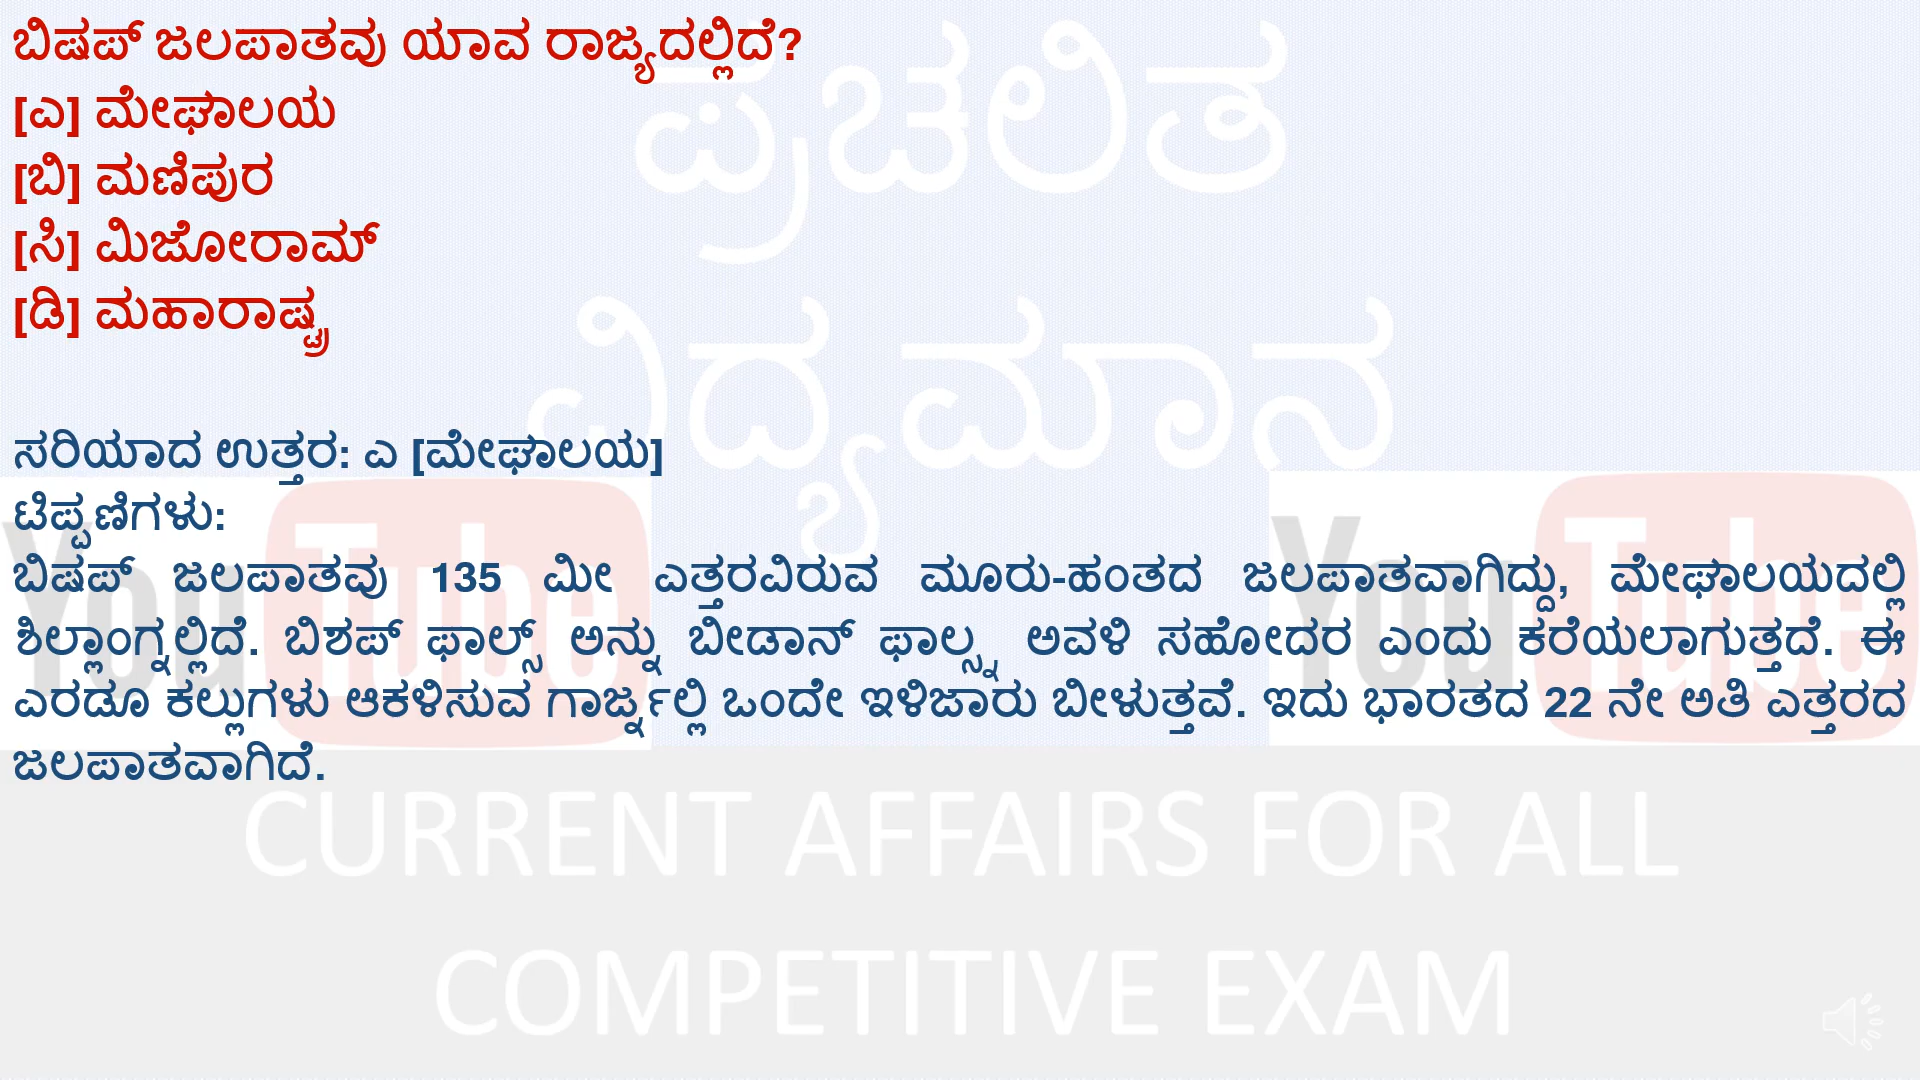 ಬಿಷಪ್ ಜಲಪಾತವು ಯಾವ ರಾಜ್ಯದಲ್ಲಿದೆ?
[ಎ] ಮೇಘಾಲಯ
[ಬಿ] ಮಣಿಪುರ
[ಸಿ] ಮಿಜೋರಾಮ್
[ಡಿ] ಮಹಾರಾಷ್ಟ್ರ
ಪ್ರಚಲಿತ
ವಿದ್ಯಮಾನ
ಸರಿಯಾದ ಉತ್ತರ: ಎ [ಮೇಘಾಲಯ]
ಟಿಪ್ಪಣಿಗಳು:
ಬಿಷಪ್ ಜಲಪಾತವು 135 ಮೀ ಎತ್ತರವಿರುವ ಮೂರು-ಹಂತದ ಜಲಪಾತವಾಗಿದ್ದು, ಮೇಘಾಲಯದಲ್ಲಿ
ಶಿಲ್ಲಾಂಗ್ನಲ್ಲಿದೆ. ಬಿಶಪ್ ಫಾಲ್ಸ್ ಅನ್ನು ಬೀಡಾನ್ ಫಾಲ್ಸ್ನ ಅವಳಿ ಸಹೋದರ ಎಂದು ಕರೆಯಲಾಗುತ್ತದೆ. ಈ
ಎರಡೂ ಕಲ್ಲುಗಳು ಆಕಳಿಸುವ ಗಾರ್ಜ್ನಲ್ಲಿ ಒಂದೇ ಇಳಿಜಾರು ಬೀಳುತ್ತವೆ. ಇದು ಭಾರತದ 22 ನೇ ಅತಿ ಎತ್ತರದ
ಜಲಪಾತವಾಗಿದೆ.
YouTube
YouTube
CURRENT AFFAIRS FOR ALL
COMPETITIVE EXAM